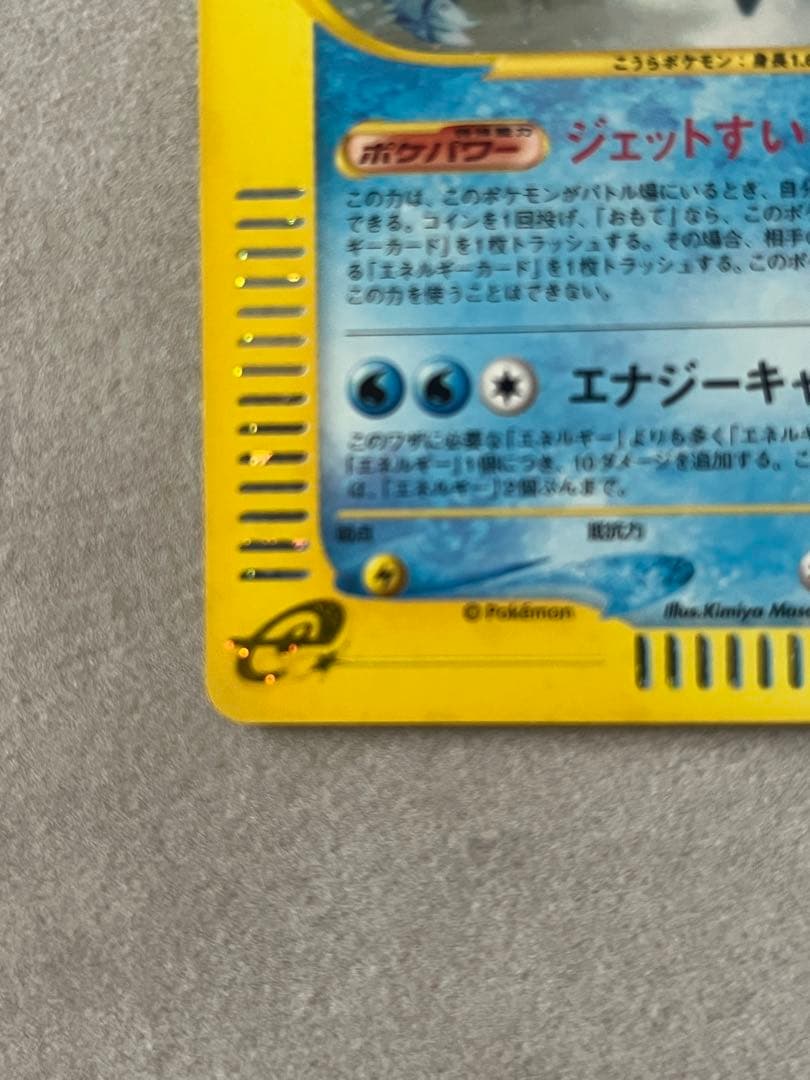 こうらポケモン：身長1.6
特殊能力
ポケパワー ジェットすい
この力は、このポケモンがバトル場にいるとき、自分
できる。コインを1回投げ、「おもて」なら、このポケ
ギーカード」を1枚トラッシュする。その場合、相手の
る「エネルギーカード」を1枚トラッシュする。このポケ
この力を使うことはできない。
エナジーキャ
このワザに必要な「エネルギー」よりも多く「エネルギ
「エネルギー」1個につき、10ダメージを追加する。こ
は、「エネルギー」2個ぶんまで。
弱点 抵抗力
© Pokémon Illus.Kimiya Mas
e